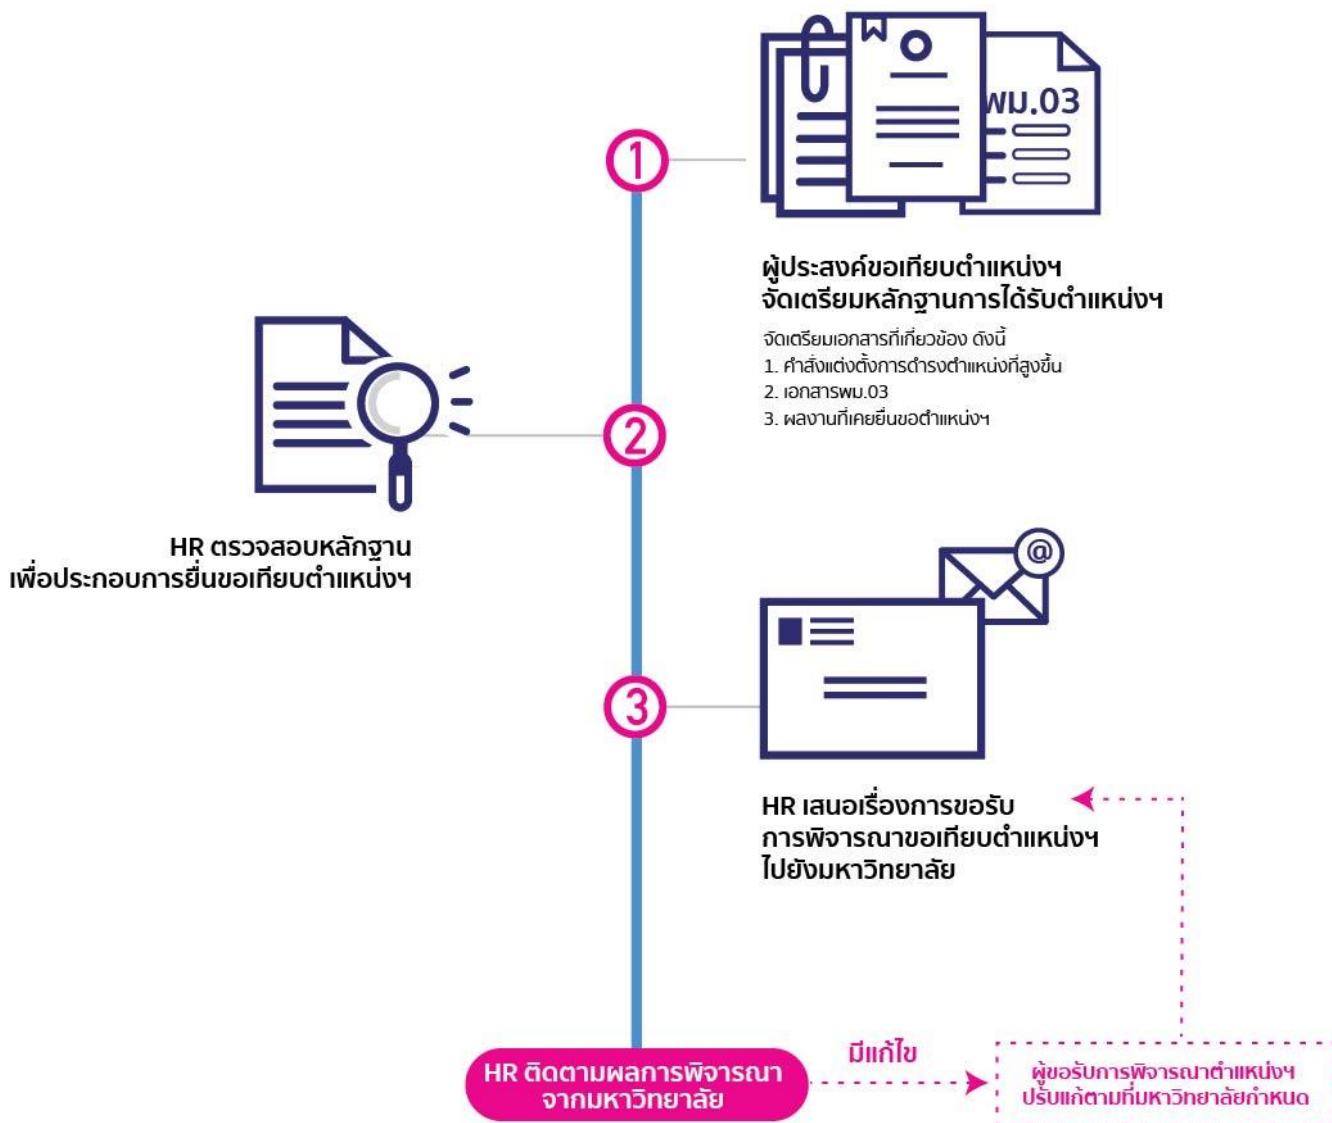 พม.03
1
ผู้ประสงค์ขอเทียบตำแหน่งฯ
จัดเตรียมหลักฐานการได้รับตำแหน่งฯ
จัดเตรียมเอกสารที่เกี่ยวข้อง ดังนี้
1. คำสั่งแต่งตั้งการดำรงตำแหน่งที่สูงขึ้น
2. เอกสารพม.03
3. ผลงานที่เคยยื่นขอตำแหน่งฯ
2
HR ตรวจสอบหลักฐาน
เพื่อประกอบการยื่นขอเทียบตำแหน่งฯ
@
3
HR เสนอเรื่องการขอรับ
การพิจารณาขอเทียบตำแหน่งฯ
ไปยังมหาวิทยาลัย
HR ติดตามผลการพิจารณา
จากมหาวิทยาลัย
มีแก้ไข
ผู้ขอรับการพิจารณาตำแหน่งฯ
ปรับแก้ตามที่มหาวิทยาลัยกำหนด